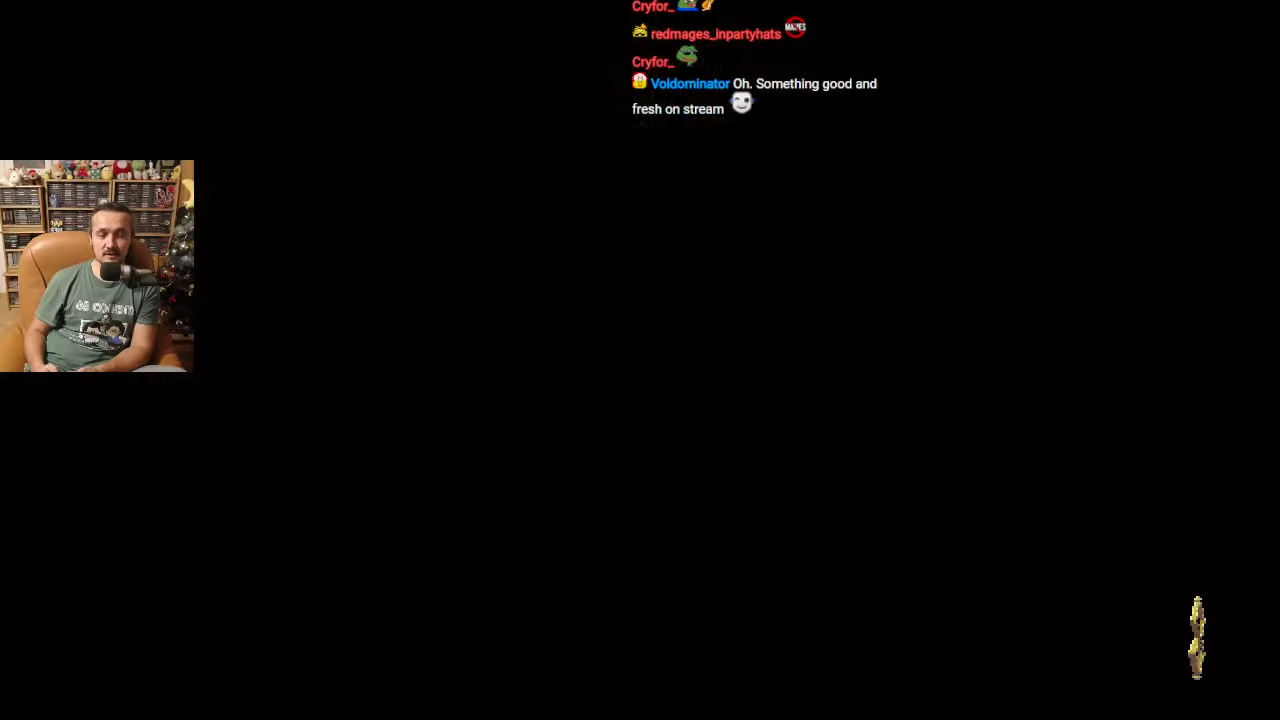 Cryfor_
redmages_inpartyhats
Cryfor_
Voldominator Oh. Something good and
fresh on stream